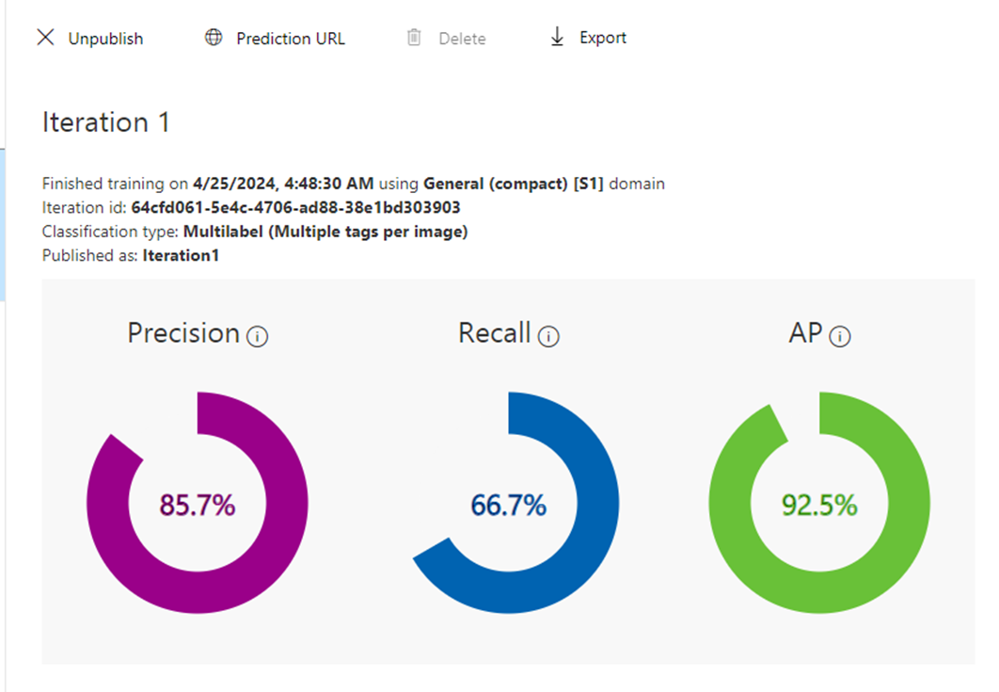 Unpublish Prediction URL Delete Export
Iteration 1
Finished training on 4/25/2024, 4:48:30 AM using General (compact) [S1] domain
Iteration id: 64cfd061-5e4c-4706-ad88-38e1bd303903
Classification type: Multilabel (Multiple tags per image)
Published as: Iteration1
Precision Recall AP
85.7% 66.7% 92.5%